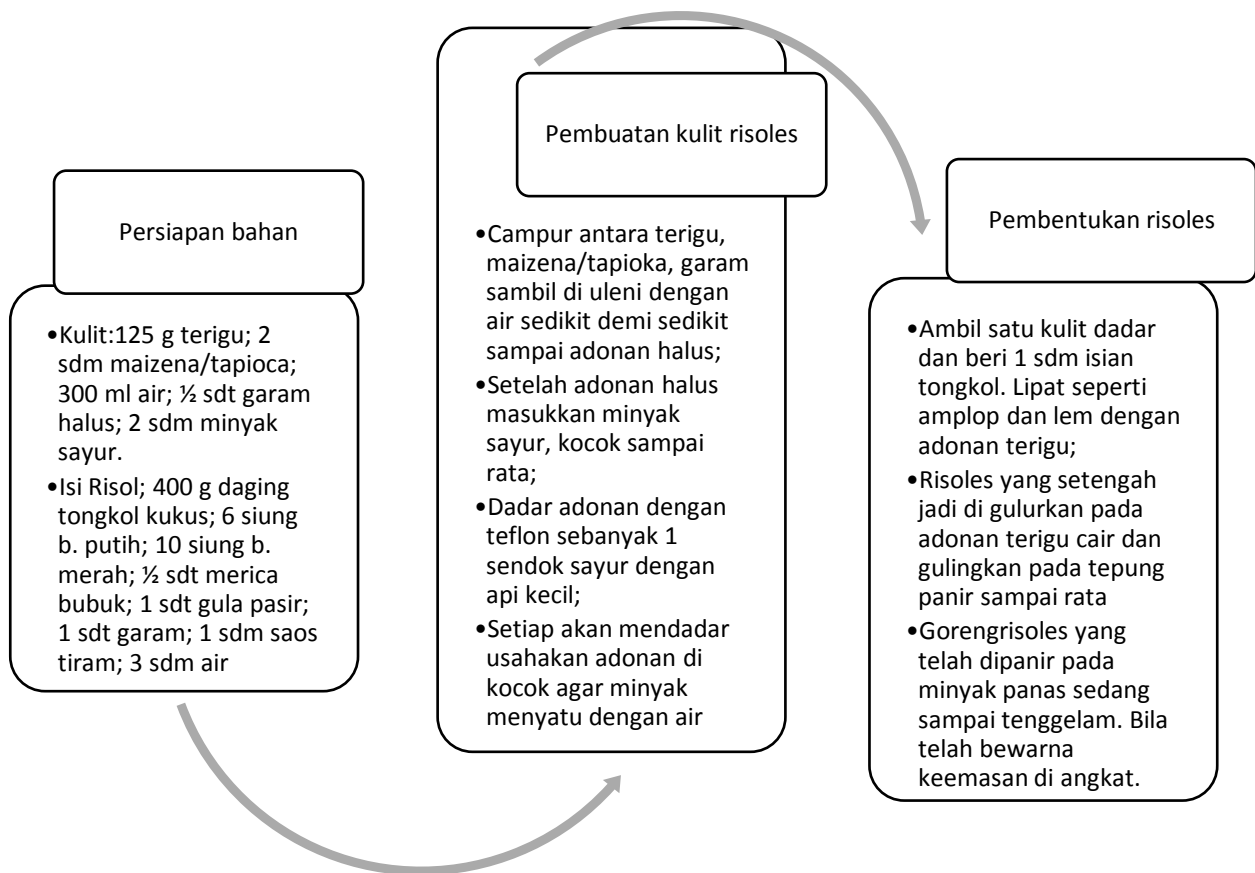 Persiapan bahan
•Kulit:125 g terigu; 2
sdm maizena/tapioca;
300 ml air; ½ sdt garam
halus; 2 sdm minyak
sayur.
•Isi Risol; 400 g daging
tongkol kukus; 6 siung
b. putih; 10 siung b.
merah; ½ sdt merica
bubuk; 1 sdt gula pasir;
1 sdt garam; 1 sdm saos
tiram; 3 sdm air
Pembuatan kulit risoles
•Campur antara terigu,
maizena/tapioka, garam
sambil di uleni dengan
air sedikit demi sedikit
sampai adonan halus;
•Setelah adonan halus
masukkan minyak
sayur, kocok sampai
rata;
•Dadar adonan dengan
teflon sebanyak 1
sendok sayur dengan
api kecil;
•Setiap akan mendadar
usahakan adonan di
kocok agar minyak
menyatu dengan air
Pembentukan risoles
•Ambil satu kulit dadar
dan beri 1 sdm isian
tongkol. Lipat seperti
amplop dan lem dengan
adonan terigu;
•Risoles yang setengah
jadi di gulurkan pada
adonan terigu cair dan
gulingkan pada tepung
panir sampai rata
•Gorengrisoles yang
telah dipanir pada
minyak panas sedang
sampai tenggelam. Bila
telah bewarna
keemasan di angkat.